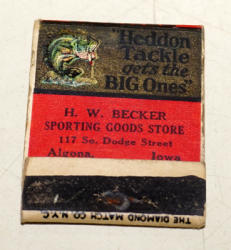 "Heddon
Tackle
gets the
BIG Ones"
H. W. BECKER
SPORTING GOODS STORE
117 So. Dodge Street
Algona, Iowa
THE DIAMOND MATCH CO. N.Y.C.